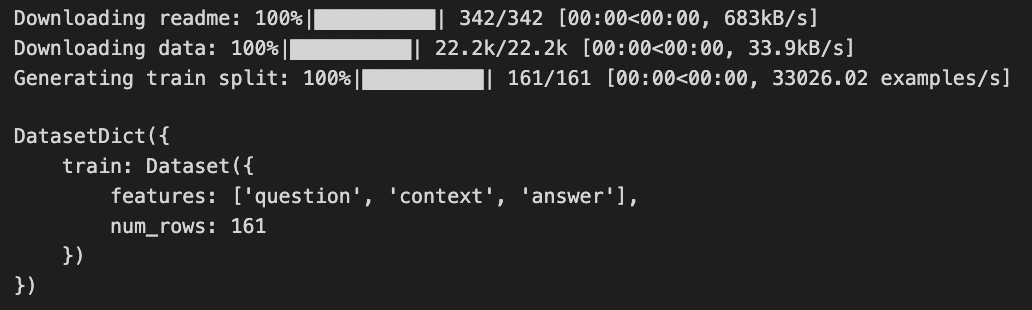 Downloading readme: 100%|██████████| 342/342 [00:00<00:00, 683kB/s]
Downloading data: 100%|██████████| 22.2k/22.2k [00:00<00:00, 33.9kB/s]
Generating train split: 100%|██████████| 161/161 [00:00<00:00, 33026.02 examples/s]
DatasetDict({
    train: Dataset({
        features: ['question', 'context', 'answer'],
        num_rows: 161
    })
})